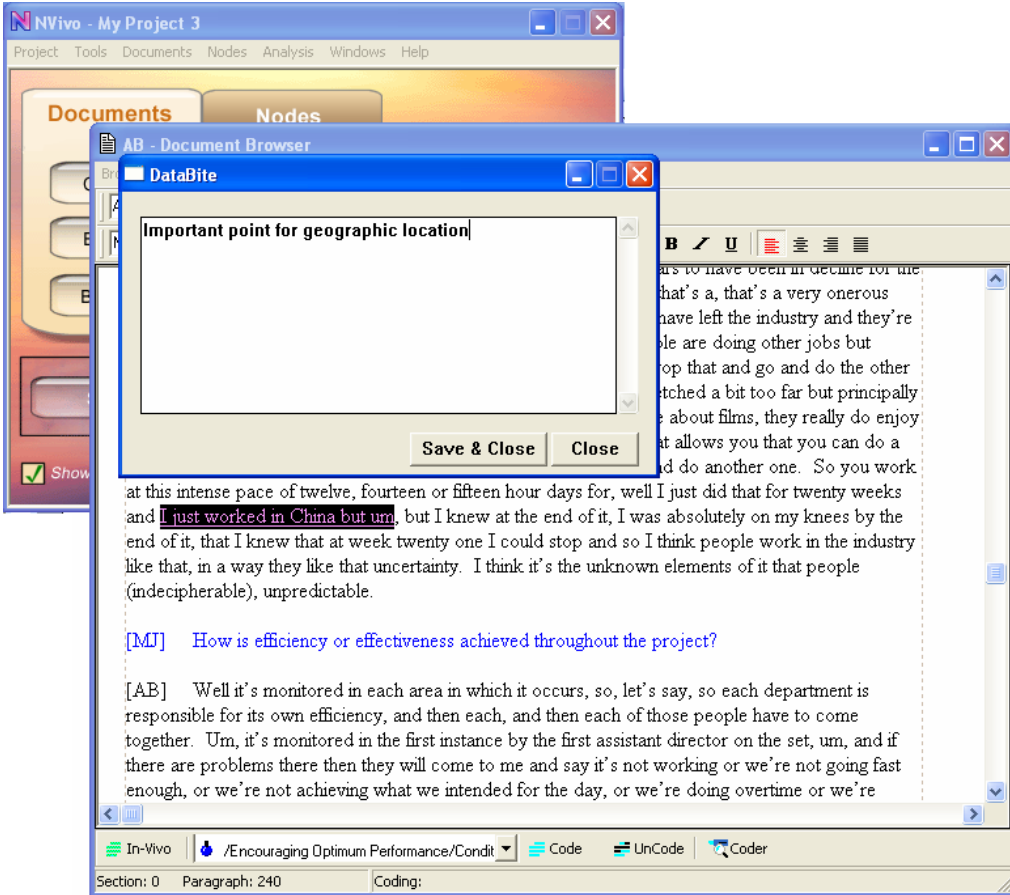 NVivo - My Project 3
Project Tools Documents Nodes Analysis Windows Help
Documents Nodes
AB - Document Browser
DataBite
Important point for geographic location
B I U
to have been in decline for the
that's a, that's a very onerous
have left the industry and they're
are doing other jobs but
that and go and do the other
a bit too far but principally
about films, they really do enjoy
Save & Close Close
allows you that you can do a
Show
do another one. So you work
at this intense pace of twelve, fourteen or fifteen hour days for, well I just did that for twenty weeks
and I just worked in China but um, but I knew at the end of it, I was absolutely on my knees by the
end of it, that I knew that at week twenty one I could stop and so I think people work in the industry
like that, in a way they like that uncertainty. I think it's the unknown elements of it that people
(indecipherable), unpredictable.
[MJ] How is efficiency or effectiveness achieved throughout the project?
[AB] Well it's monitored in each area in which it occurs, so, let's say, so each department is
responsible for its own efficiency, and then each, and then each of those people have to come
together. Um, it's monitored in the first instance by the first assistant director on the set, um, and if
there are problems there then they will come to me and say it's not working or we're not going fast
enough, or we're not achieving what we intended for the day, or we're doing overtime or we're
In-Vivo /Encouraging Optimum Performance/Condit Code UnCode Coder
Section: 0 Paragraph: 240 Coding: